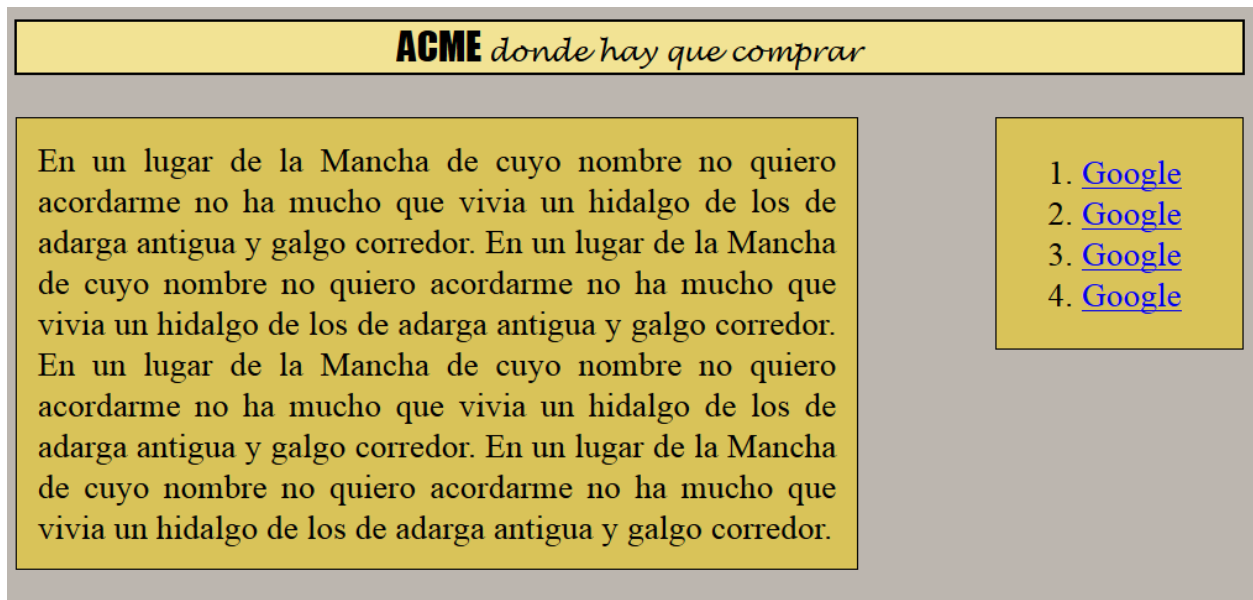 ACME donde hay que comprar
En un lugar de la Mancha de cuyo nombre no quiero
acordarme no ha mucho que vivia un hidalgo de los de
adarga antigua y galgo corredor. En un lugar de la Mancha
de cuyo nombre no quiero acordarme no ha mucho que
vivia un hidalgo de los de adarga antigua y galgo corredor.
En un lugar de la Mancha de cuyo nombre no quiero
acordarme no ha mucho que vivia un hidalgo de los de
adarga antigua y galgo corredor. En un lugar de la Mancha
de cuyo nombre no quiero acordarme no ha mucho que
vivia un hidalgo de los de adarga antigua y galgo corredor.
1. Google
2. Google
3. Google
4. Google